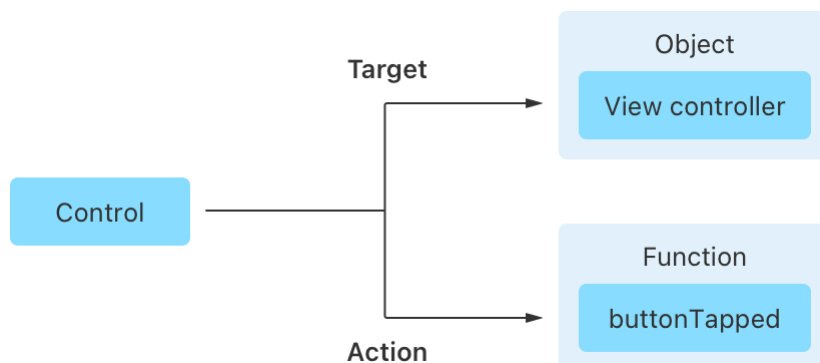 Object
Target
View controller
Control
Function
buttonTapped
Action